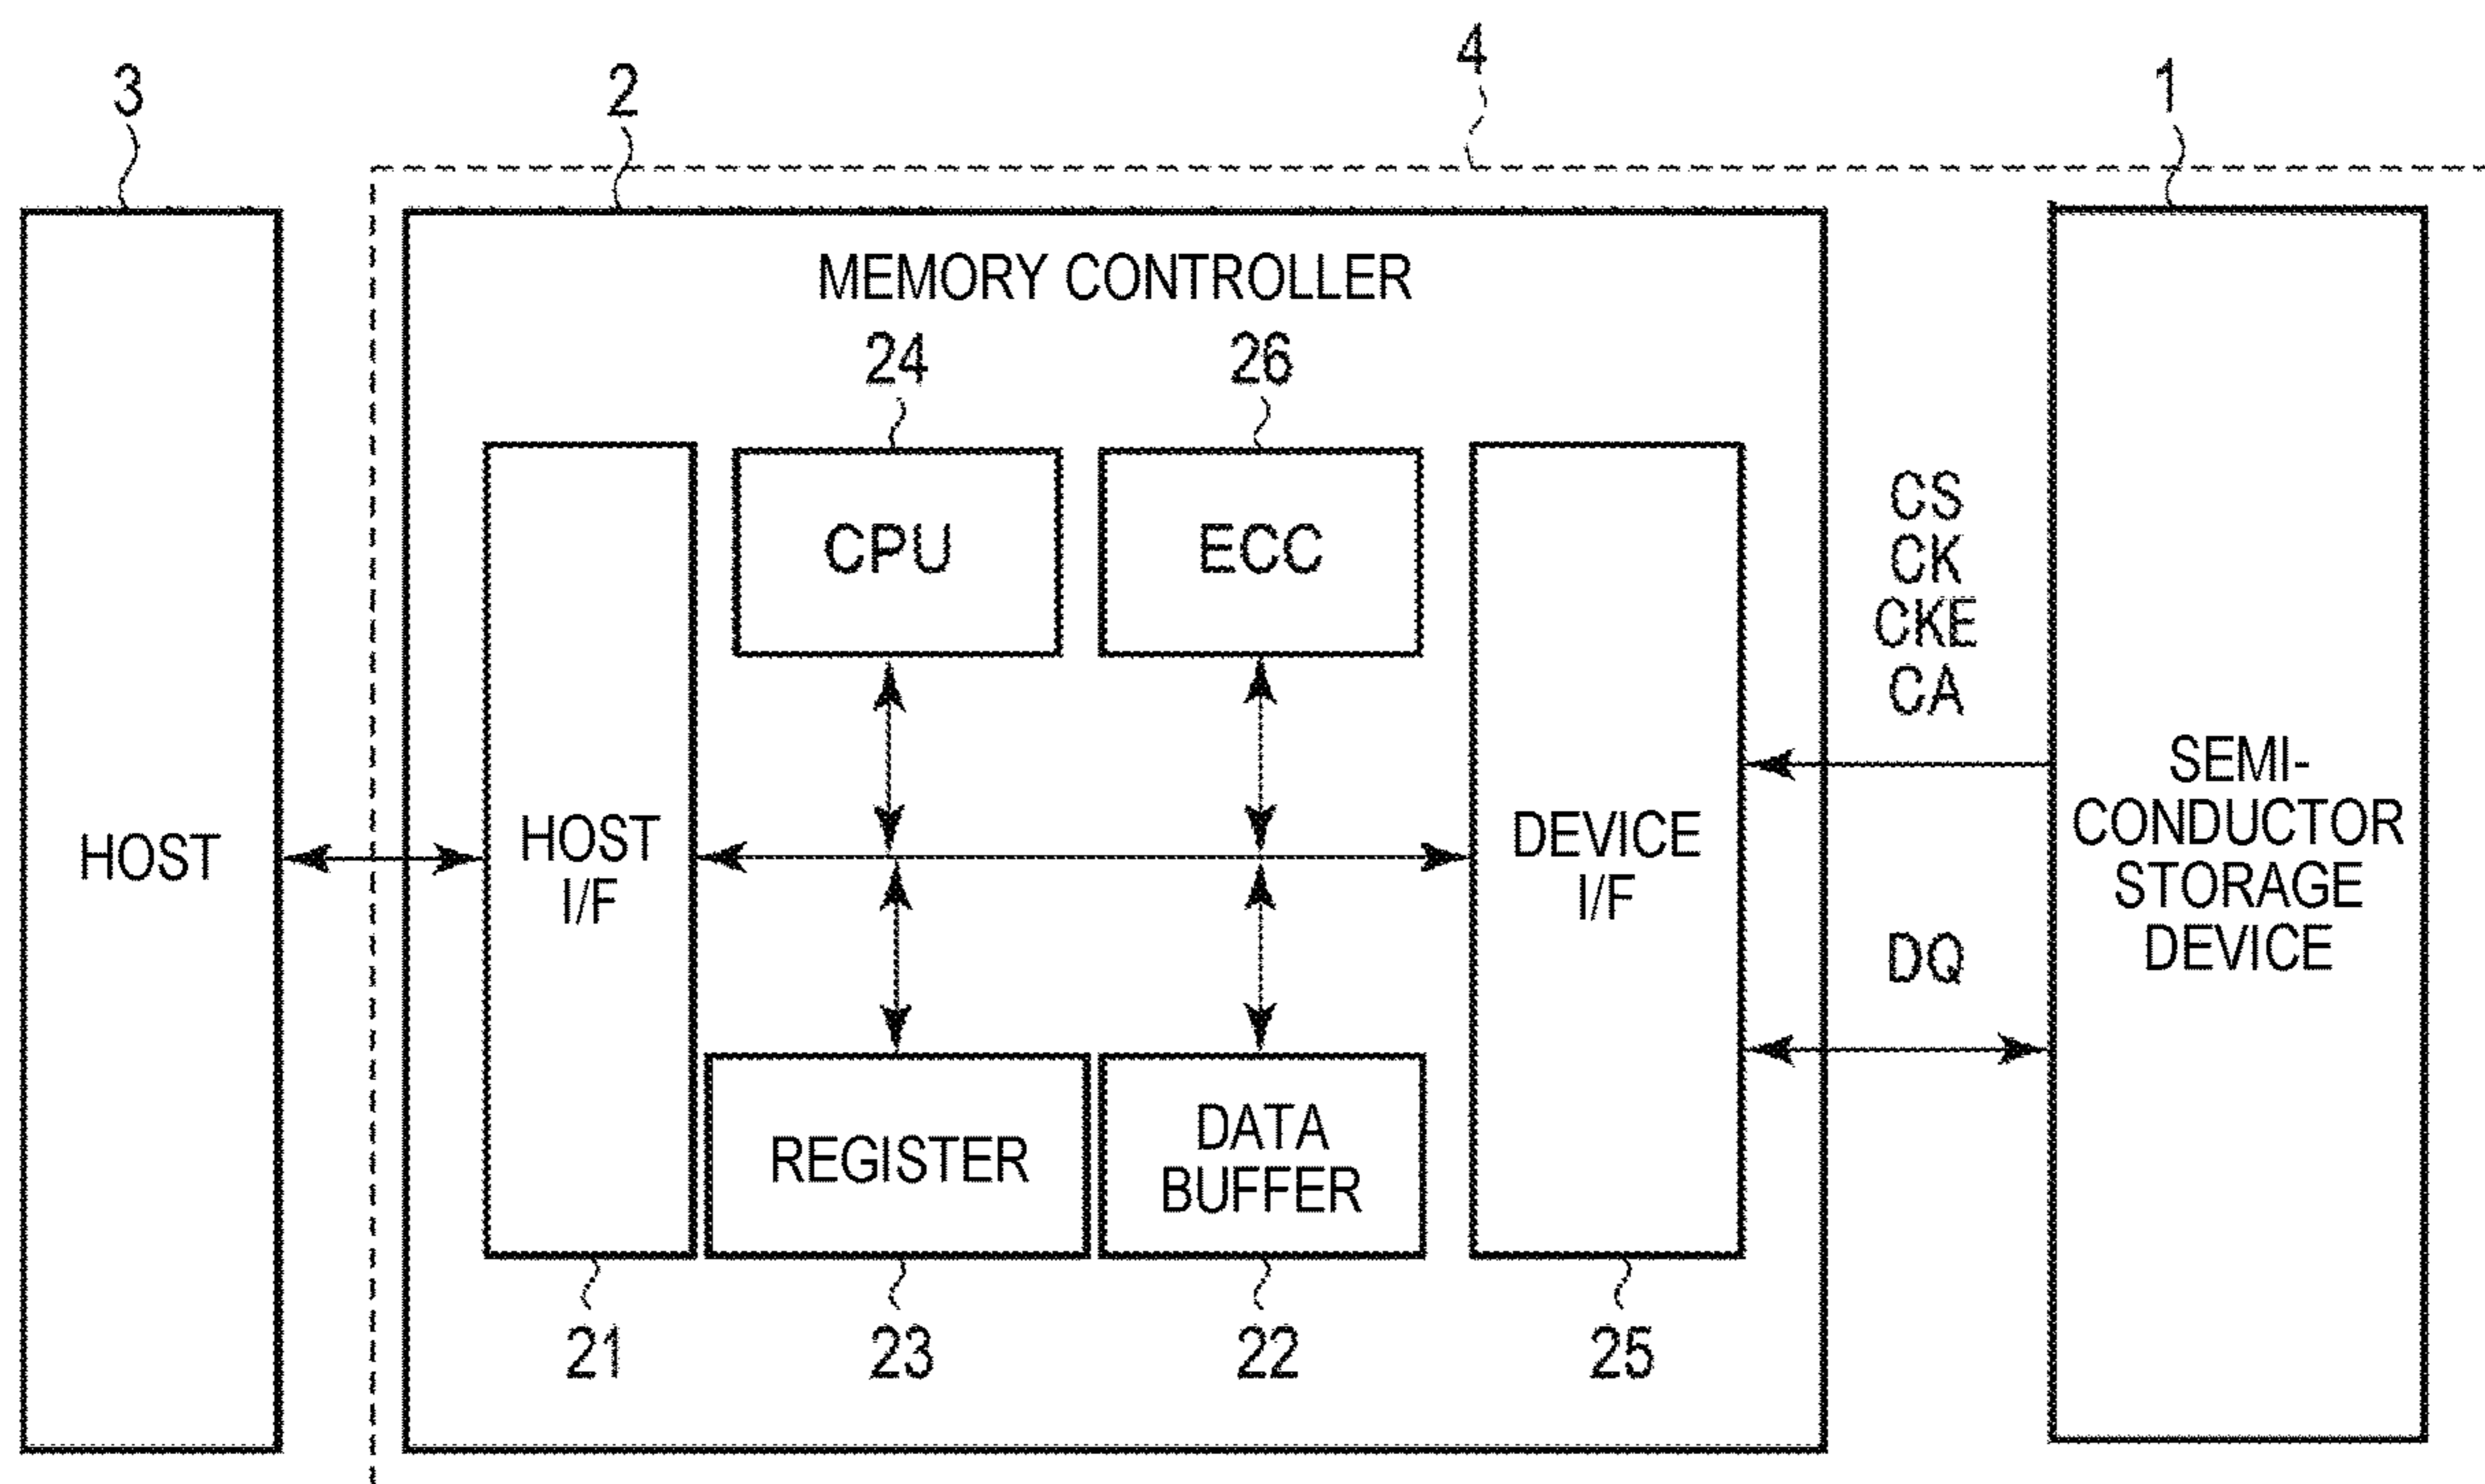 3
2
4
1
MEMORY CONTROLLER
24
26
CPU
ECC
CS
CK
CKE
CA
HOST
HOST
I/F
DEVICE
I/F
SEMI-
CONDUCTOR
STORAGE
DEVICE
DQ
REGISTER
DATA
BUFFER
21
23
22
25